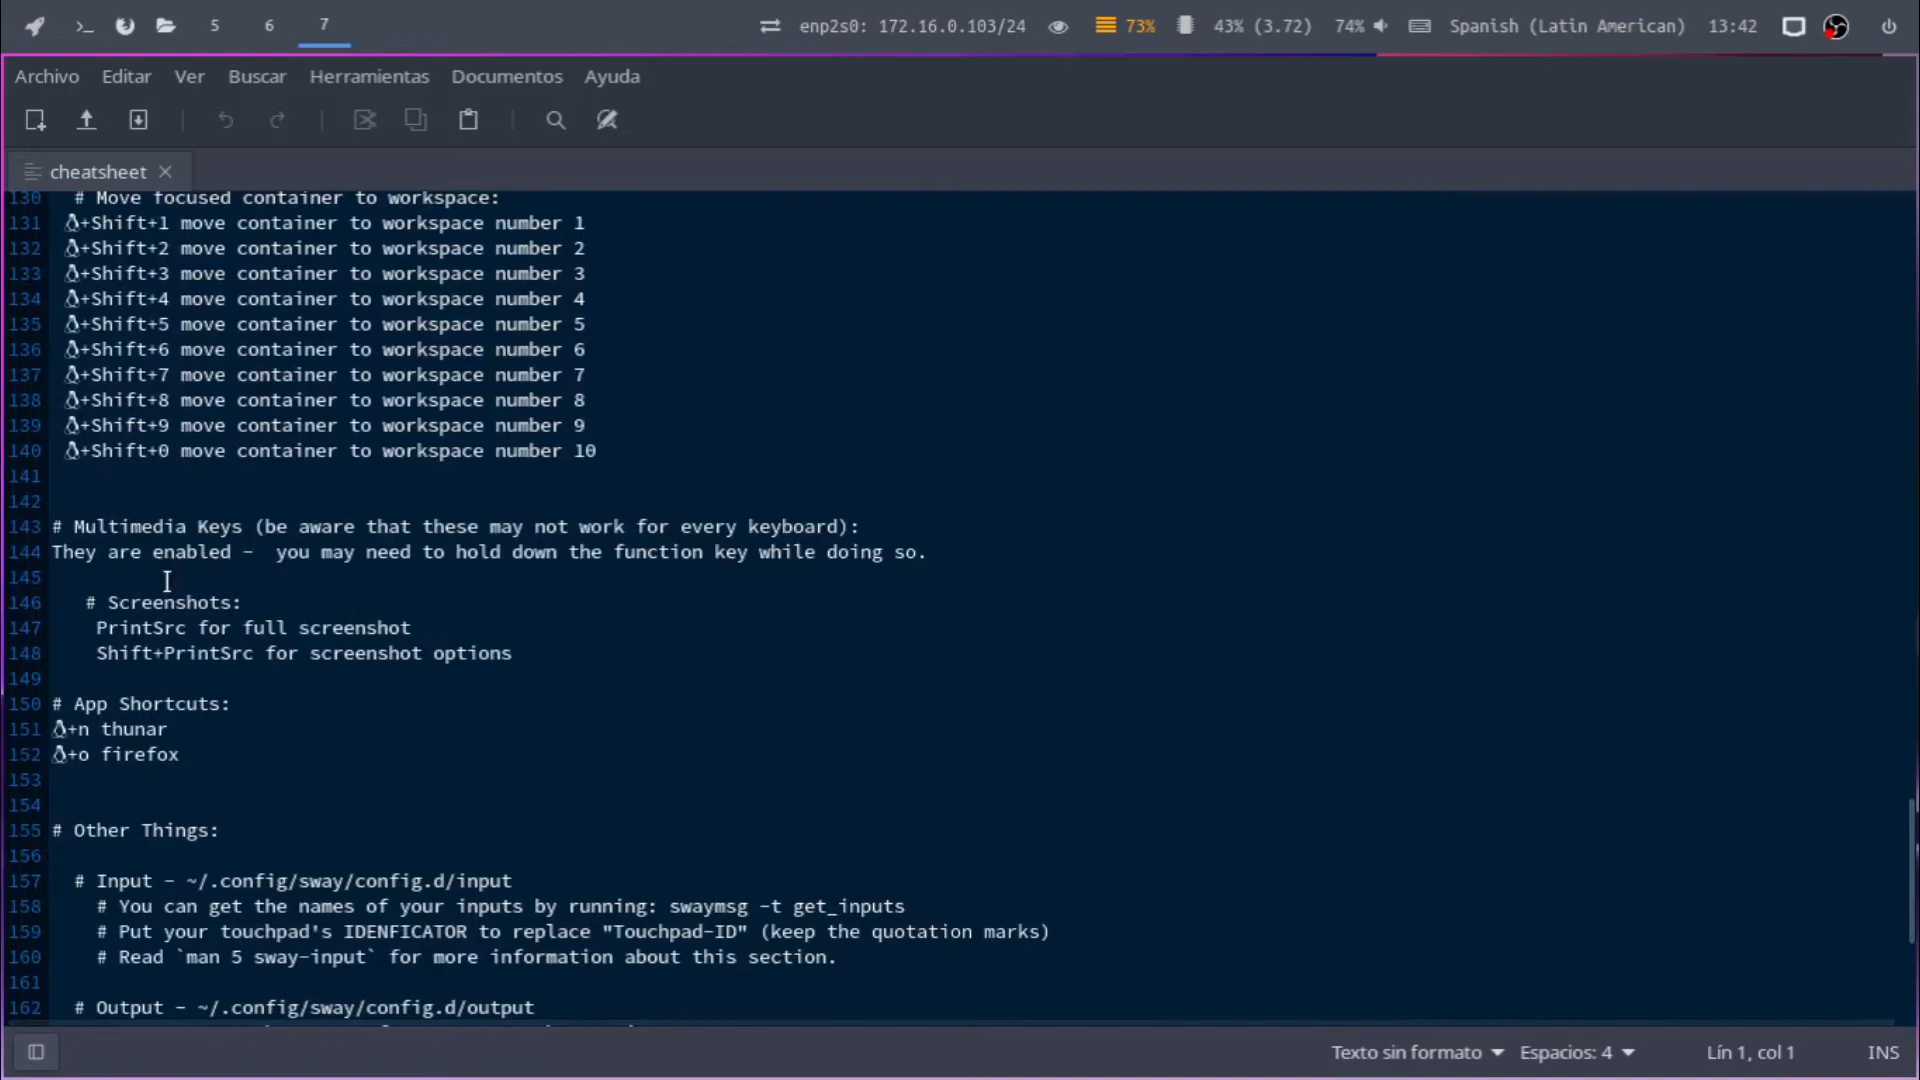 5 6 7 enp2s0: 172.16.0.103/24 73% 43% (3.72) 74% Spanish (Latin American) 13:42
Archivo Editar Ver Buscar Herramientas Documentos Ayuda
cheatsheet
130 # Move focused container to workspace:
131 +Shift+1 move container to workspace number 1
132 +Shift+2 move container to workspace number 2
133 +Shift+3 move container to workspace number 3
134 +Shift+4 move container to workspace number 4
135 +Shift+5 move container to workspace number 5
136 +Shift+6 move container to workspace number 6
137 +Shift+7 move container to workspace number 7
138 +Shift+8 move container to workspace number 8
139 +Shift+9 move container to workspace number 9
140 +Shift+0 move container to workspace number 10
141
142
143 # Multimedia Keys (be aware that these may not work for every keyboard):
144 They are enabled - you may need to hold down the function key while doing so.
145
146 # Screenshots:
147 PrintSrc for full screenshot
148 Shift+PrintSrc for screenshot options
149
150 # App Shortcuts:
151 +n thunar
152 +o firefox
153
154
155 # Other Things:
156
157 # Input - ~/.config/sway/config.d/input
158 # You can get the names of your inputs by running: swaymsg -t get_inputs
159 # Put your touchpad's IDENFICATOR to replace "Touchpad-ID" (keep the quotation marks)
160 # Read `man 5 sway-input` for more information about this section.
161
162 # Output - ~/.config/sway/config.d/output
Texto sin formato Espacios: 4 Lín 1, col 1 INS